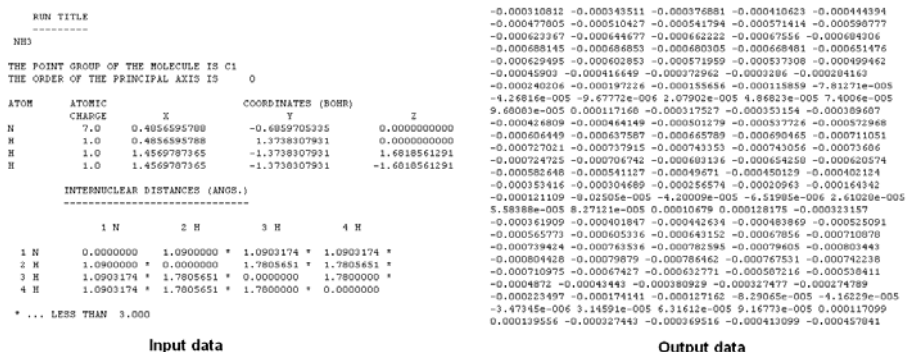 RUN TITLE
---------
NH3
THE POINT GROUP OF THE MOLECULE IS C1
THE ORDER OF THE PRINCIPAL AXIS IS 0
ATOM ATOMIC COORDINATES (BOHR)
CHARGE X Y Z
N 7.0 0.4856595788 -0.6859705335 0.0000000000
H 1.0 0.4856595788 1.3738307931 0.0000000000
H 1.0 1.4569787365 -1.3738307931 1.6818561291
H 1.0 1.4569787365 -1.3738307931 -1.6818561291
INTERNUCLEAR DISTANCES (ANGS.)
------------------------------
1 N 2 H 3 H 4 H
1 N 0.0000000 1.0900000 * 1.0903174 * 1.0903174 *
2 H 1.0900000 * 0.0000000 1.7805651 * 1.7805651 *
3 H 1.0903174 * 1.7805651 * 0.0000000 1.7800000 *
4 H 1.0903174 * 1.7805651 * 1.7800000 * 0.0000000
* ... LESS THAN 3.000
Input data
-0.000310812 -0.000343511 -0.000376881 -0.000410623 -0.000444394
-0.000477805 -0.000510427 -0.000541794 -0.000571414 -0.000598777
-0.000623367 -0.000644677 -0.000662222 -0.00067556 -0.000684306
-0.000688145 -0.000686853 -0.000680305 -0.000668481 -0.000651476
-0.000629495 -0.000602853 -0.000571959 -0.000537308 -0.000499462
-0.00045903 -0.000416649 -0.000372962 -0.0003286 -0.000284163
-0.000240206 -0.000197226 -0.000155656 -0.000115859 -7.81271e-005
-4.26816e-005 -9.67772e-006 2.07902e-005 4.86823e-005 7.4006e-005
9.68083e-005 0.000117168 -0.00031727 -0.000353154 -0.000389687
-0.000426809 -0.000464149 -0.000501279 -0.000537726 -0.000572968
-0.000606449 -0.000637587 -0.000665789 -0.000690465 -0.000711051
-0.000727021 -0.000737915 -0.000743353 -0.000743056 -0.00073686
-0.000724725 -0.000706742 -0.000683136 -0.000654258 -0.000620574
-0.000582648 -0.000541127 -0.00049671 -0.000450129 -0.000402124
-0.000353416 -0.000304689 -0.000256574 -0.00020963 -0.000164342
-0.000121109 -8.02505e-005 -4.20009e-005 -6.51985e-006 2.61028e-005
5.58388e-005 8.27121e-005 0.00010679 0.000128175 -0.000323157
-0.000361909 -0.000401847 -0.000442634 -0.000483869 -0.000525091
-0.000565773 -0.000605336 -0.000643152 -0.00067856 -0.000710878
-0.000739424 -0.000763536 -0.000782595 -0.00079605 -0.000803443
-0.000804428 -0.00079879 -0.000786462 -0.000767531 -0.000742238
-0.000710975 -0.00067427 -0.000632771 -0.000587216 -0.000538411
-0.0004872 -0.00043443 -0.000380929 -0.000327477 -0.000274789
-0.000223497 -0.000174141 -0.000127162 -8.29065e-005 -4.16229e-005
-3.47345e-006 3.14591e-005 6.31612e-005 9.16773e-005 0.000117099
0.000139556 -0.000327443 -0.000369516 -0.000413099 -0.000457841
Output data